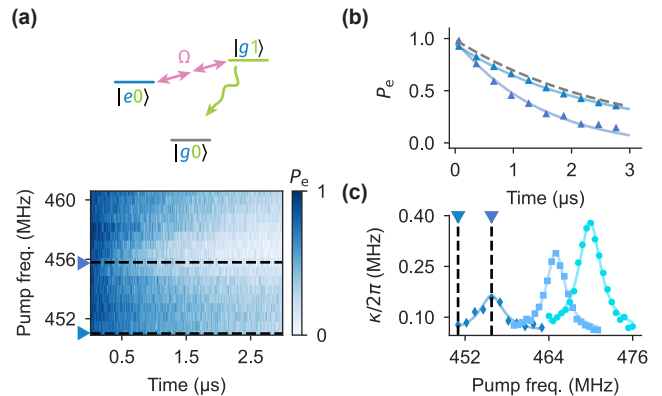 (a)
|g1⟩
Ω
|e0⟩
|g0⟩
Pₑ
1
0
460
456
452
Pump freq. (MHz)
0.5
1.5
2.5
Time (μs)
(b)
Pₑ
1.0
0.5
0.0
0
1
2
3
Time (μs)
(c)
κ/2π (MHz)
0.40
0.25
0.10
452
464
476
Pump freq. (MHz)